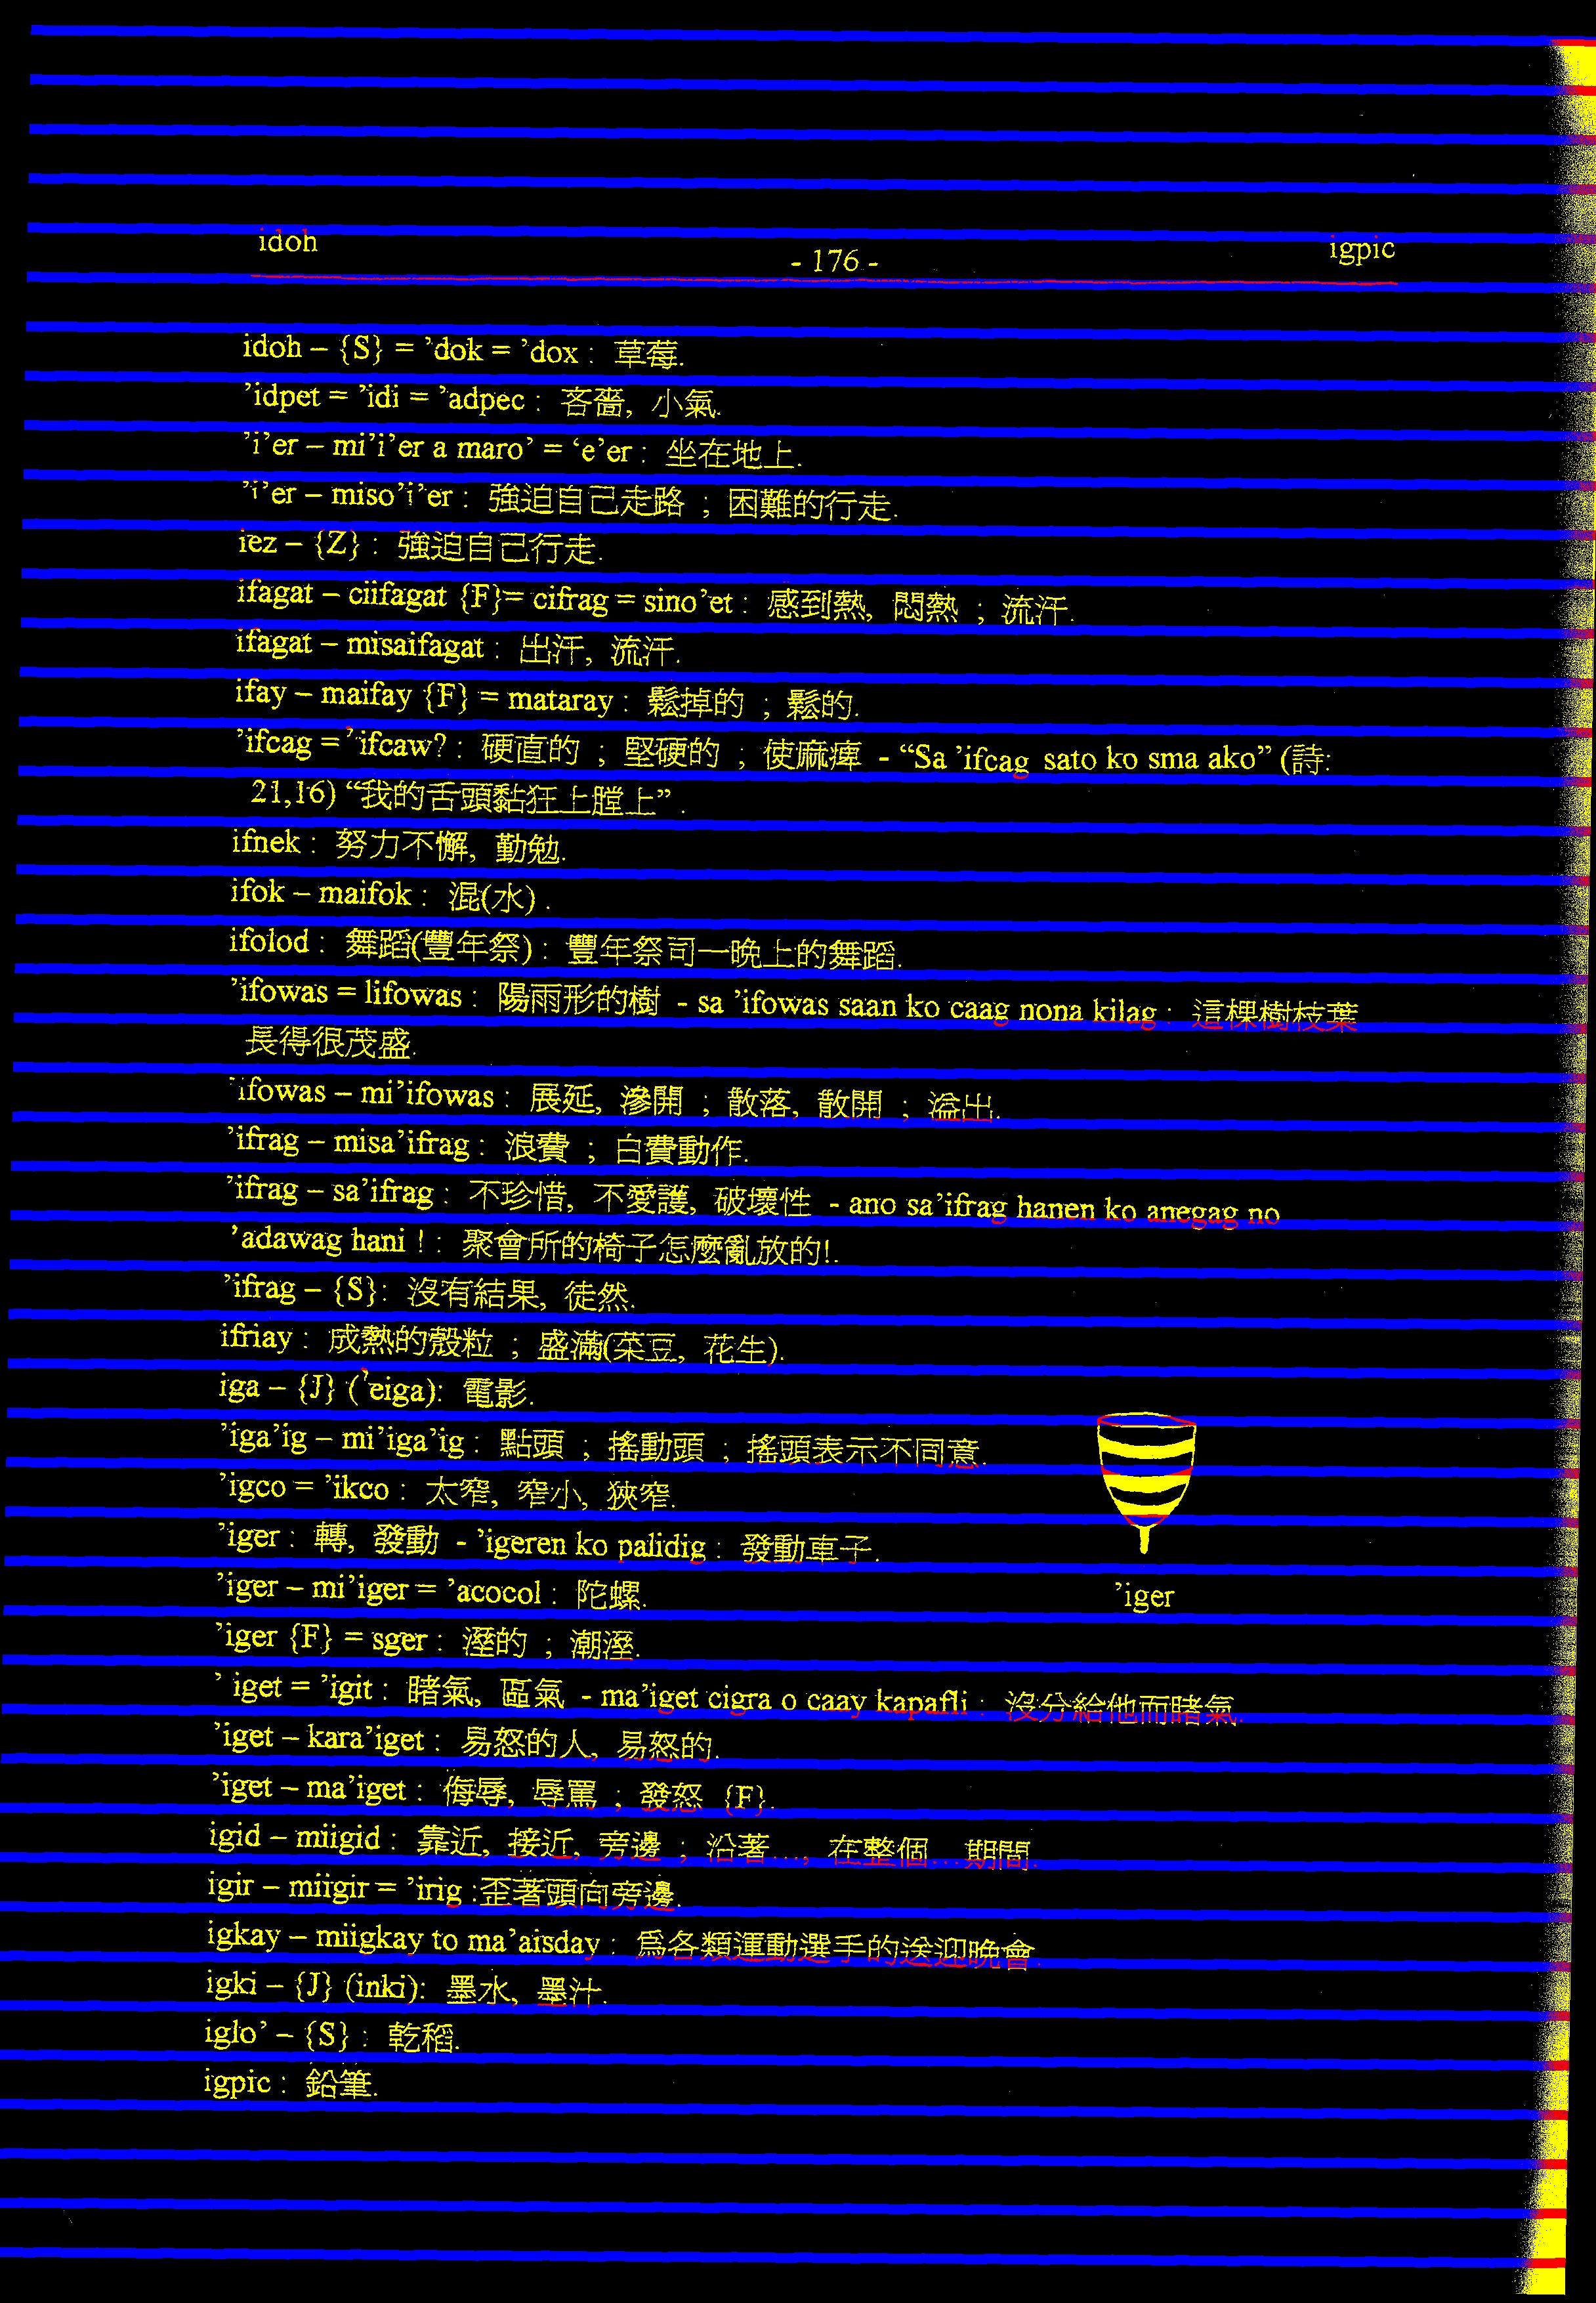 idoh
- 176 -
igpic
idoh – {S} = ’dok = ’dox : 草莓.
’idpet = ’idi = ’adpec : 吝嗇, 小氣.
’i’er – mi’i’er a maro’ = ‘e’er : 坐在地上.
’i’er – miso’i’er : 強迫自己走路 ; 困難的行走.
iez – {Z} : 強迫自己行走.
ifagat – ciifagat {F}= cifrag = sino’et : 感到熱, 悶熱 ; 流汗.
ifagat – misaifagat : 出汗, 流汗.
ifay – maifay {F} = mataray : 鬆掉的 ; 鬆的.
’ifcag = ’ifcaw? : 硬直的 ; 堅硬的 ; 使麻痺 - “Sa ’ifcag sato ko sma ako” (詩:
21,16) “我的舌頭黏狂上膛上” .
ifnek : 努力不懈, 勤勉.
ifok – maifok : 混(水) .
ifolod : 舞蹈(豐年祭) : 豐年祭司一晚上的舞蹈.
’ifowas = lifowas : 陽雨形的樹 - sa ’ifowas saan ko caag nona kilag : 這棵樹枝葉
長得很茂盛.
’ifowas – mi’ifowas : 展延, 滲開 ; 散落, 散開 ; 溢出.
’ifrag – misa’ifrag : 浪費 ; 白費動作.
’ifrag – sa’ifrag : 不珍惜, 不愛護, 破壞性 - ano sa’ifrag hanen ko anegag no
’adawag hani ! : 聚會所的椅子怎麼亂放的!.
’ifrag – {S}: 沒有結果, 徒然.
ifriay : 成熱的殼粒 ; 盛滿(菜豆, 花生).
iga – {J} (’eiga): 電影.
’iga’ig – mi’iga’ig : 點頭 ; 搖動頭 ; 搖頭表示不同意.
’igco = ’ikco : 太窄, 窄小, 狹窄.
’iger : 轉, 發動 - ’igeren ko palidig : 發動車子.
’iger – mi’iger = ’acocol : 陀螺.
’iger
’iger {F} = sger : 溼的 ; 潮溼.
’ iget = ’igit : 睹氣, 區氣 - ma’iget cigra o caay kapafli : 沒分給他而睹氣.
’iget – kara’iget : 易怒的人, 易怒的.
’iget – ma’iget : 侮辱, 辱罵 ; 發怒 {F}.
igid – miigid : 靠近, 接近, 旁邊 ; 沿著..., 在整個...期間.
igir – miigir = ’irig :歪著頭向旁邊.
igkay – miigkay to ma’aisday : 爲各類運動選手的送迎晚會.
igki – {J} (inki): 墨水, 墨汁.
iglo’ – {S} : 乾稻.
igpic : 鉛筆.